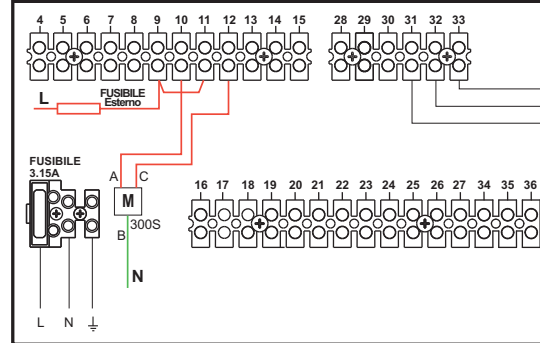 4 5 6 7 8 9 10 11 12 13 14 15 28 29 30 31 32 33
L
FUSIBILE
Esterno
FUSIBILE
3.15A
A C
M
300S
B
N
16 17 18 19 20 21 22 23 24 25 26 27 34 35 36
L N